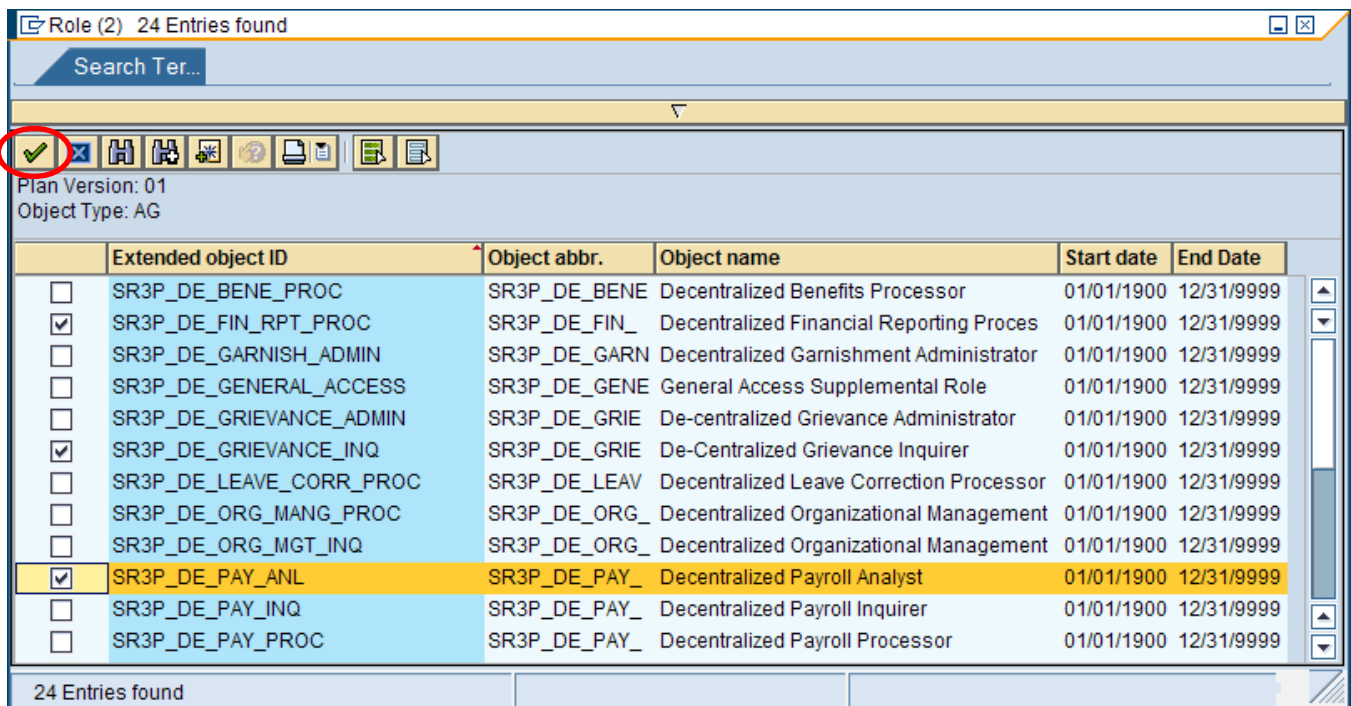 Role (2) 24 Entries found
Search Ter...
Plan Version: 01
Object Type: AG
Extended object ID Object abbr. Object name Start date End Date
SR3P_DE_BENE_PROC SR3P_DE_BENE Decentralized Benefits Processor 01/01/1900 12/31/9999
SR3P_DE_FIN_RPT_PROC SR3P_DE_FIN_ Decentralized Financial Reporting Proces 01/01/1900 12/31/9999
SR3P_DE_GARNISH_ADMIN SR3P_DE_GARN Decentralized Garnishment Administrator 01/01/1900 12/31/9999
SR3P_DE_GENERAL_ACCESS SR3P_DE_GENE General Access Supplemental Role 01/01/1900 12/31/9999
SR3P_DE_GRIEVANCE_ADMIN SR3P_DE_GRIE De-centralized Grievance Administrator 01/01/1900 12/31/9999
SR3P_DE_GRIEVANCE_INQ SR3P_DE_GRIE De-Centralized Grievance Inquirer 01/01/1900 12/31/9999
SR3P_DE_LEAVE_CORR_PROC SR3P_DE_LEAV Decentralized Leave Correction Processor 01/01/1900 12/31/9999
SR3P_DE_ORG_MANG_PROC SR3P_DE_ORG_ Decentralized Organizational Management 01/01/1900 12/31/9999
SR3P_DE_ORG_MGT_INQ SR3P_DE_ORG_ Decentralized Organizational Management 01/01/1900 12/31/9999
SR3P_DE_PAY_ANL SR3P_DE_PAY_ Decentralized Payroll Analyst 01/01/1900 12/31/9999
SR3P_DE_PAY_INQ SR3P_DE_PAY_ Decentralized Payroll Inquirer 01/01/1900 12/31/9999
SR3P_DE_PAY_PROC SR3P_DE_PAY_ Decentralized Payroll Processor 01/01/1900 12/31/9999
24 Entries found